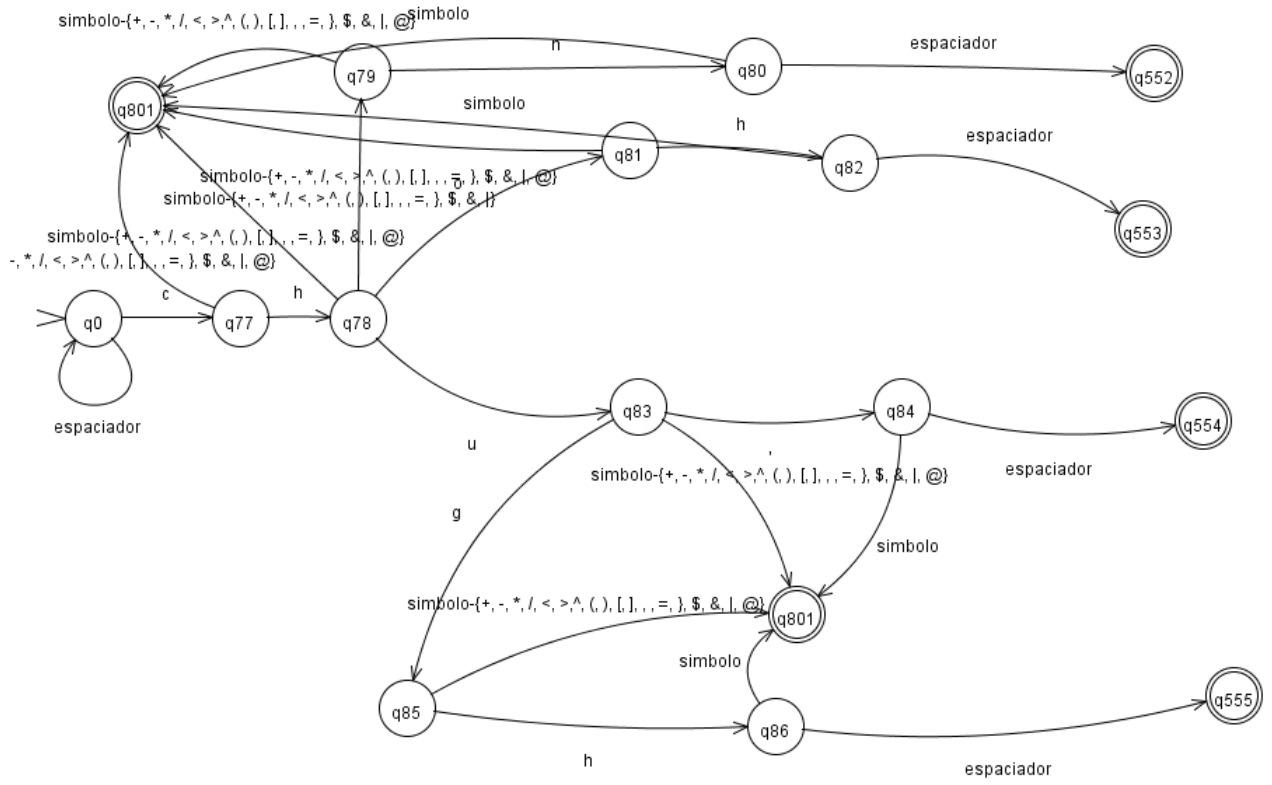 simbolo-{+, -, *, /, <, >,^, (, ), [, ], , , =, }, $, &, |, @}
simbolo
n
espaciador
q79
q80
q552
q801
simbolo
h
espaciador
q81
q82
simbolo-{+, -, *, /, <, >,^, (, ), [, ], , , =, }, $, &, |, @}
o
simbolo-{+, -, *, /, <, >,^, (, ), [, ], , , =, }, $, &, |}
q553
simbolo-{+, -, *, /, <, >,^, (, ), [, ], , , =, }, $, &, |, @}
-, *, /, <, >,^, (, ), [, ], , , =, }, $, &, |, @}
c
h
q0
q77
q78
espaciador
q83
q84
q554
u
,
espaciador
simbolo-{+, -, *, /, <, >,^, (, ), [, ], , , =, }, $, &, |, @}
g
simbolo
simbolo-{+, -, *, /, <, >,^, (, ), [, ], , , =, }, $, &, |, @}
q801
simbolo
q555
q85
q86
h
espaciador